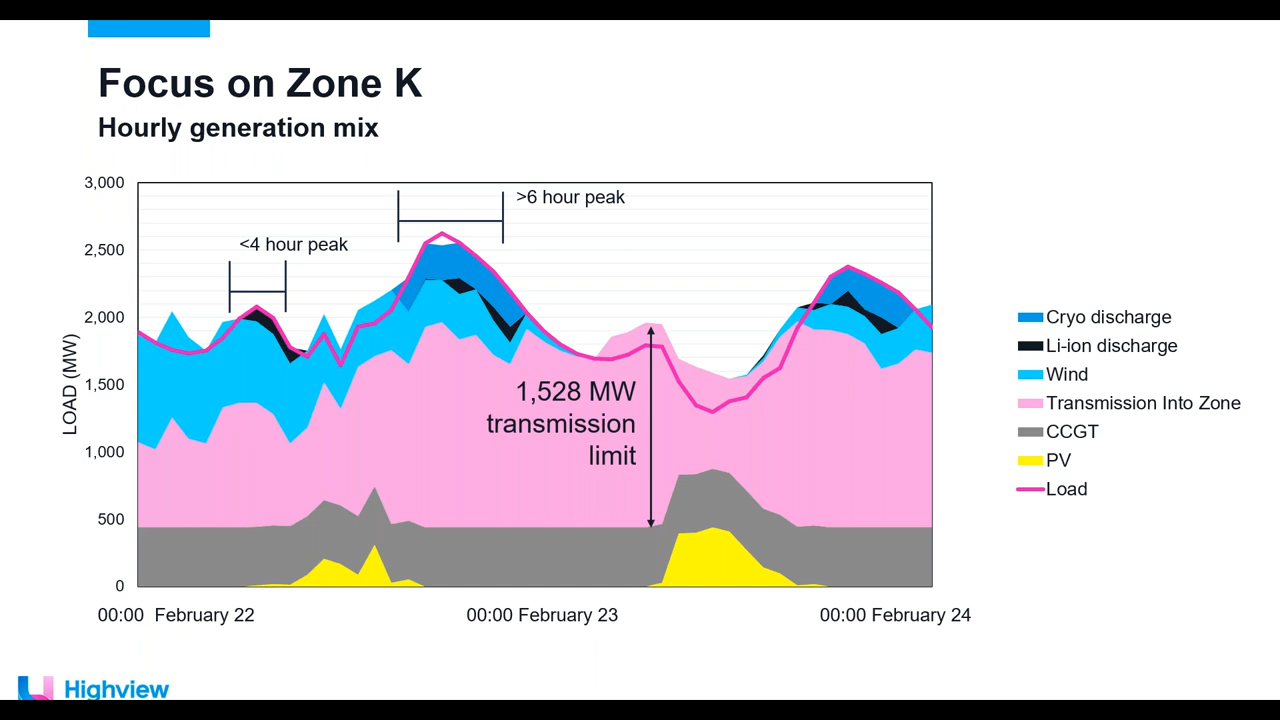 Focus on Zone K
Hourly generation mix
3,000
2,500
2,000
1,500
1,000
500
0
LOAD (MW)
<4 hour peak
>6 hour peak
1,528 MW
transmission
limit
00:00 February 22
00:00 February 23
00:00 February 24
Cryo discharge
Li-ion discharge
Wind
Transmission Into Zone
CCGT
PV
Load
Highview